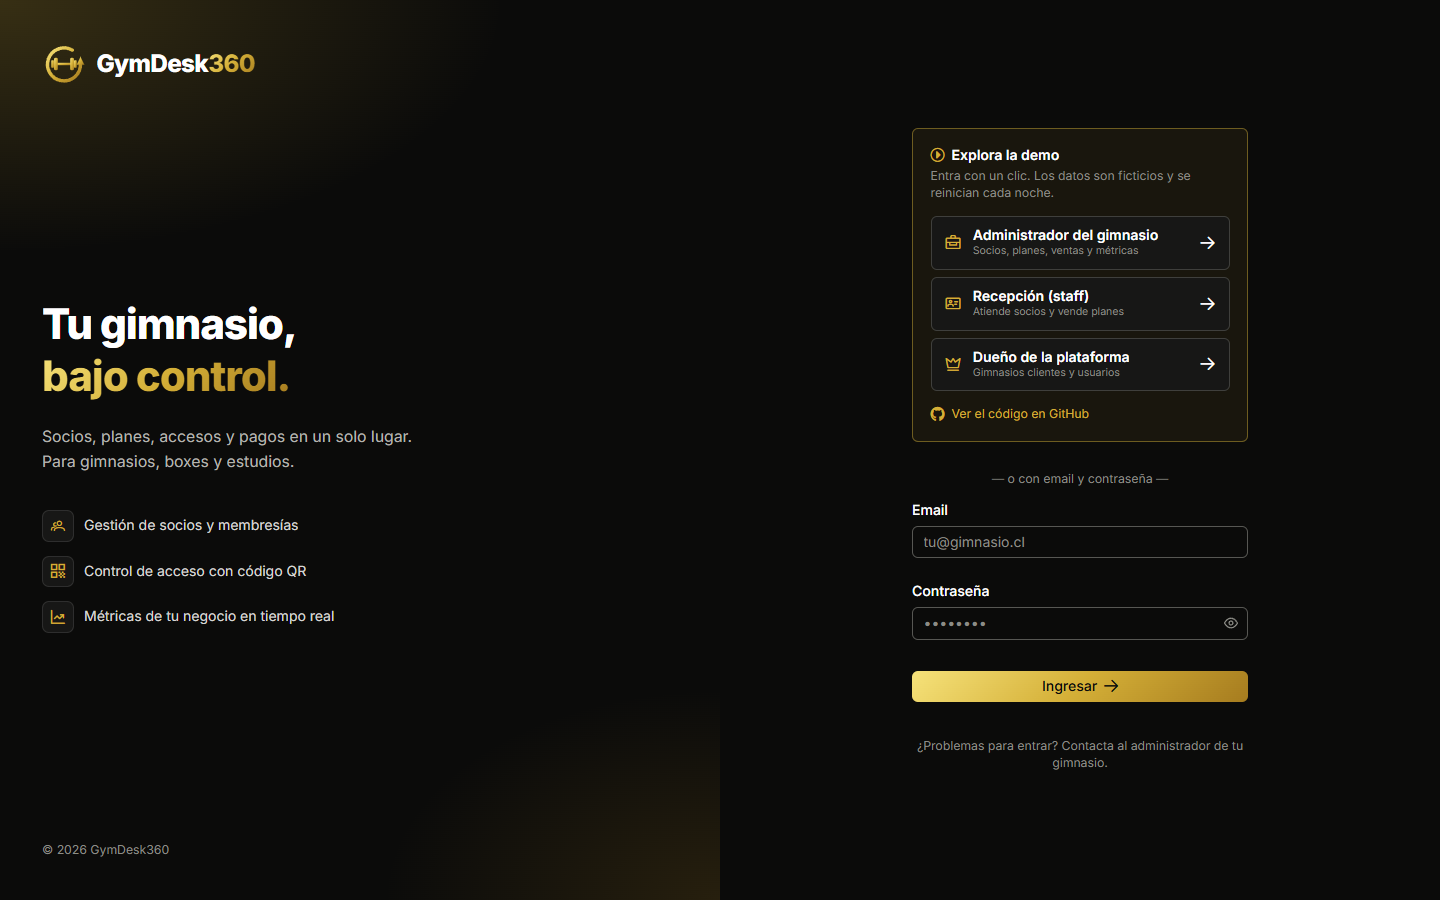 GymDesk360
Tu gimnasio,
bajo control.
Socios, planes, accesos y pagos en un solo lugar.
Para gimnasios, boxes y estudios.
Gestión de socios y membresías
Control de acceso con código QR
Métricas de tu negocio en tiempo real
© 2026 GymDesk360
Explora la demo
Entra con un clic. Los datos son ficticios y se
reinician cada noche.
Administrador del gimnasio
Socios, planes, ventas y métricas
Recepción (staff)
Atiende socios y vende planes
Dueño de la plataforma
Gimnasios clientes y usuarios
Ver el código en GitHub
— o con email y contraseña —
Email
tu@gimnasio.cl
Contraseña
••••••••
Ingresar →
¿Problemas para entrar? Contacta al administrador de tu
gimnasio.